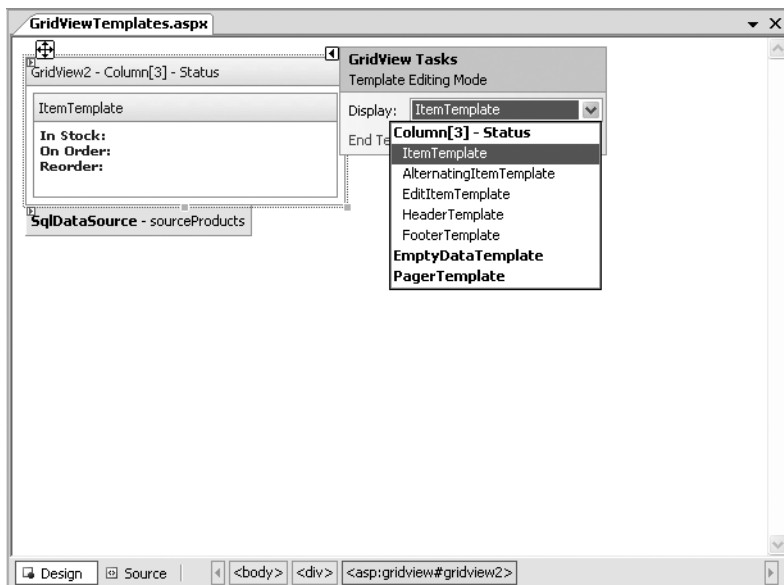 GridViewTemplates.aspx
GridView2 - Column[3] - Status
ItemTemplate
In Stock:
On Order:
Reorder:
SqlDataSource - sourceProducts
GridView Tasks
Template Editing Mode
Display: ItemTemplate
End Te
Column[3] - Status
ItemTemplate
AlternatingItemTemplate
EditItemTemplate
HeaderTemplate
FooterTemplate
EmptyDataTemplate
PagerTemplate
Design Source <body> <div> <asp:gridview#gridview2>